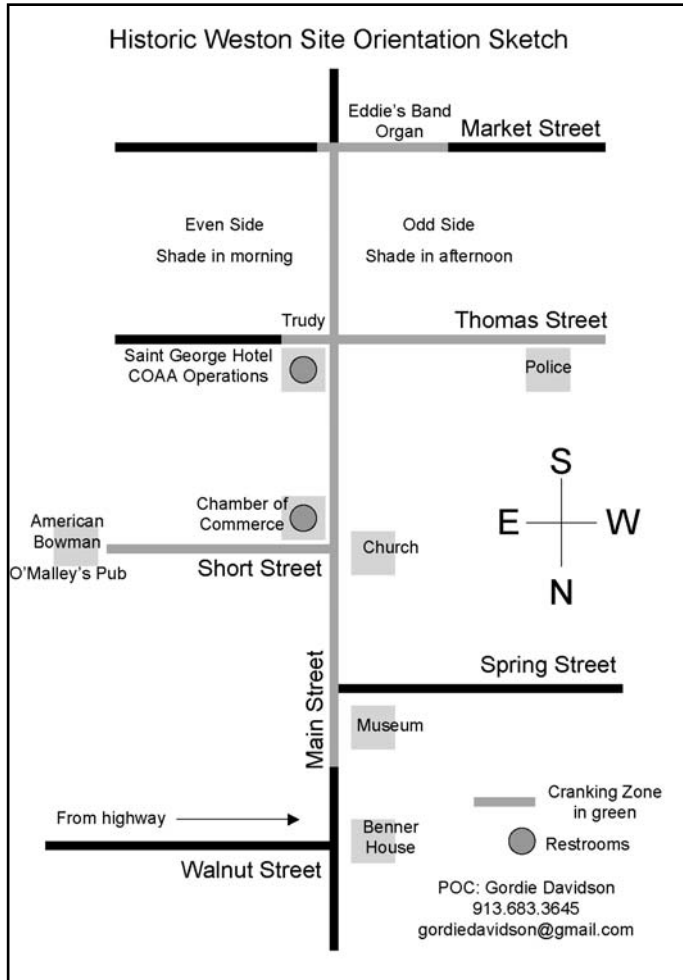 Historic Weston Site Orientation Sketch
Eddie's Band
Organ
Market Street
Even Side
Shade in morning
Odd Side
Shade in afternoon
Trudy
Thomas Street
Saint George Hotel
COAA Operations
Police
S
E
W
N
Chamber of
Commerce
American
Bowman
O'Malley's Pub
Short Street
Church
Main Street
Spring Street
Museum
From highway
Walnut Street
Benner
House
Cranking Zone
in green
Restrooms
POC: Gordie Davidson
913.683.3645
gordiedavidson@gmail.com